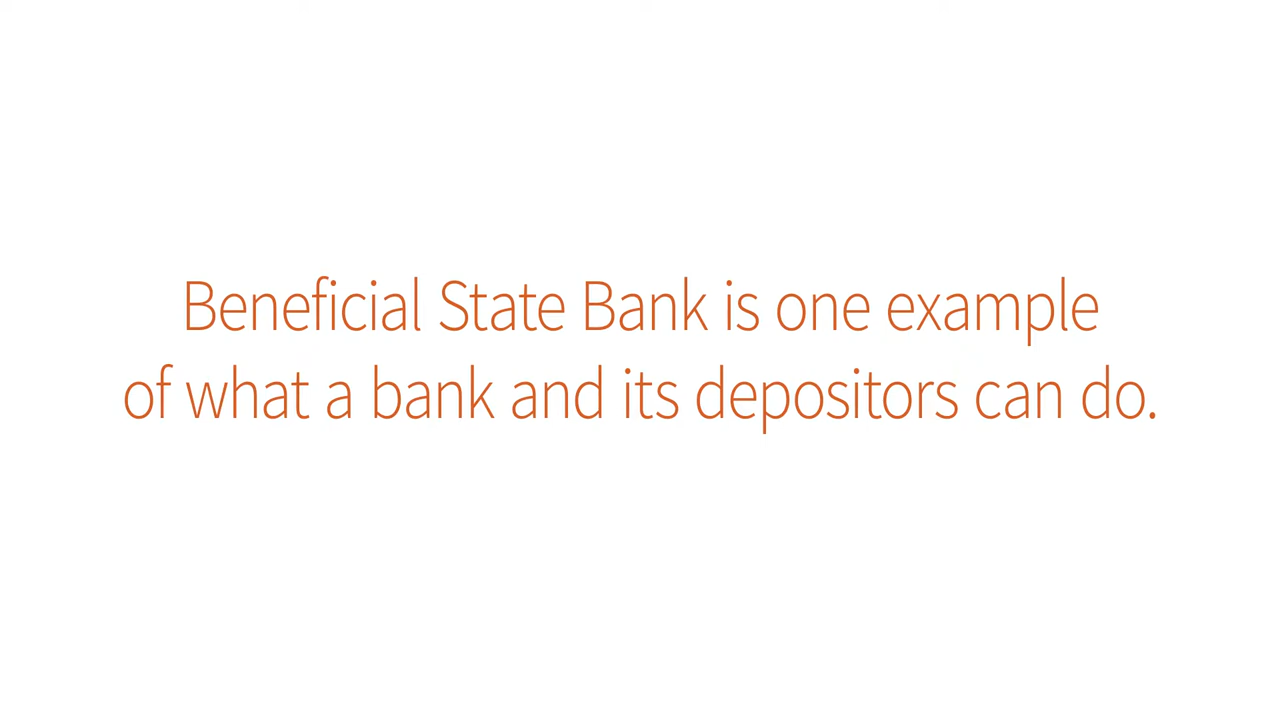 Beneficial State Bank is one example
of what a bank and its depositors can do.